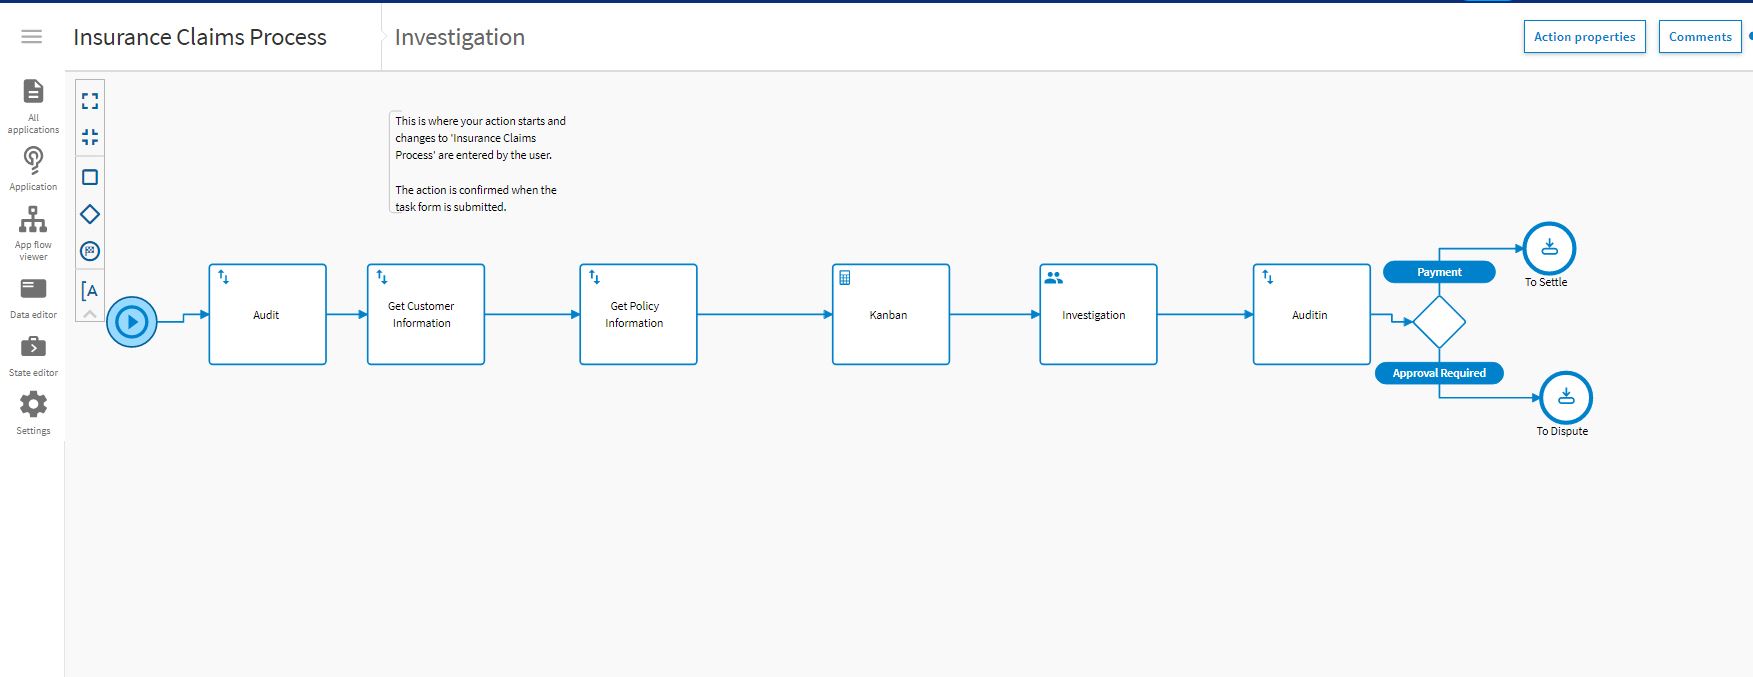 Insurance Claims Process
Investigation
Action properties
Comments
All
applications
Application
App flow
viewer
Data editor
State editor
Settings
[A
This is where your action starts and
changes to 'Insurance Claims
Process' are entered by the user.
The action is confirmed when the
task form is submitted.
Audit
Get Customer
Information
Get Policy
Information
Kanban
Investigation
Auditin
Payment
To Settle
Approval Required
To Dispute